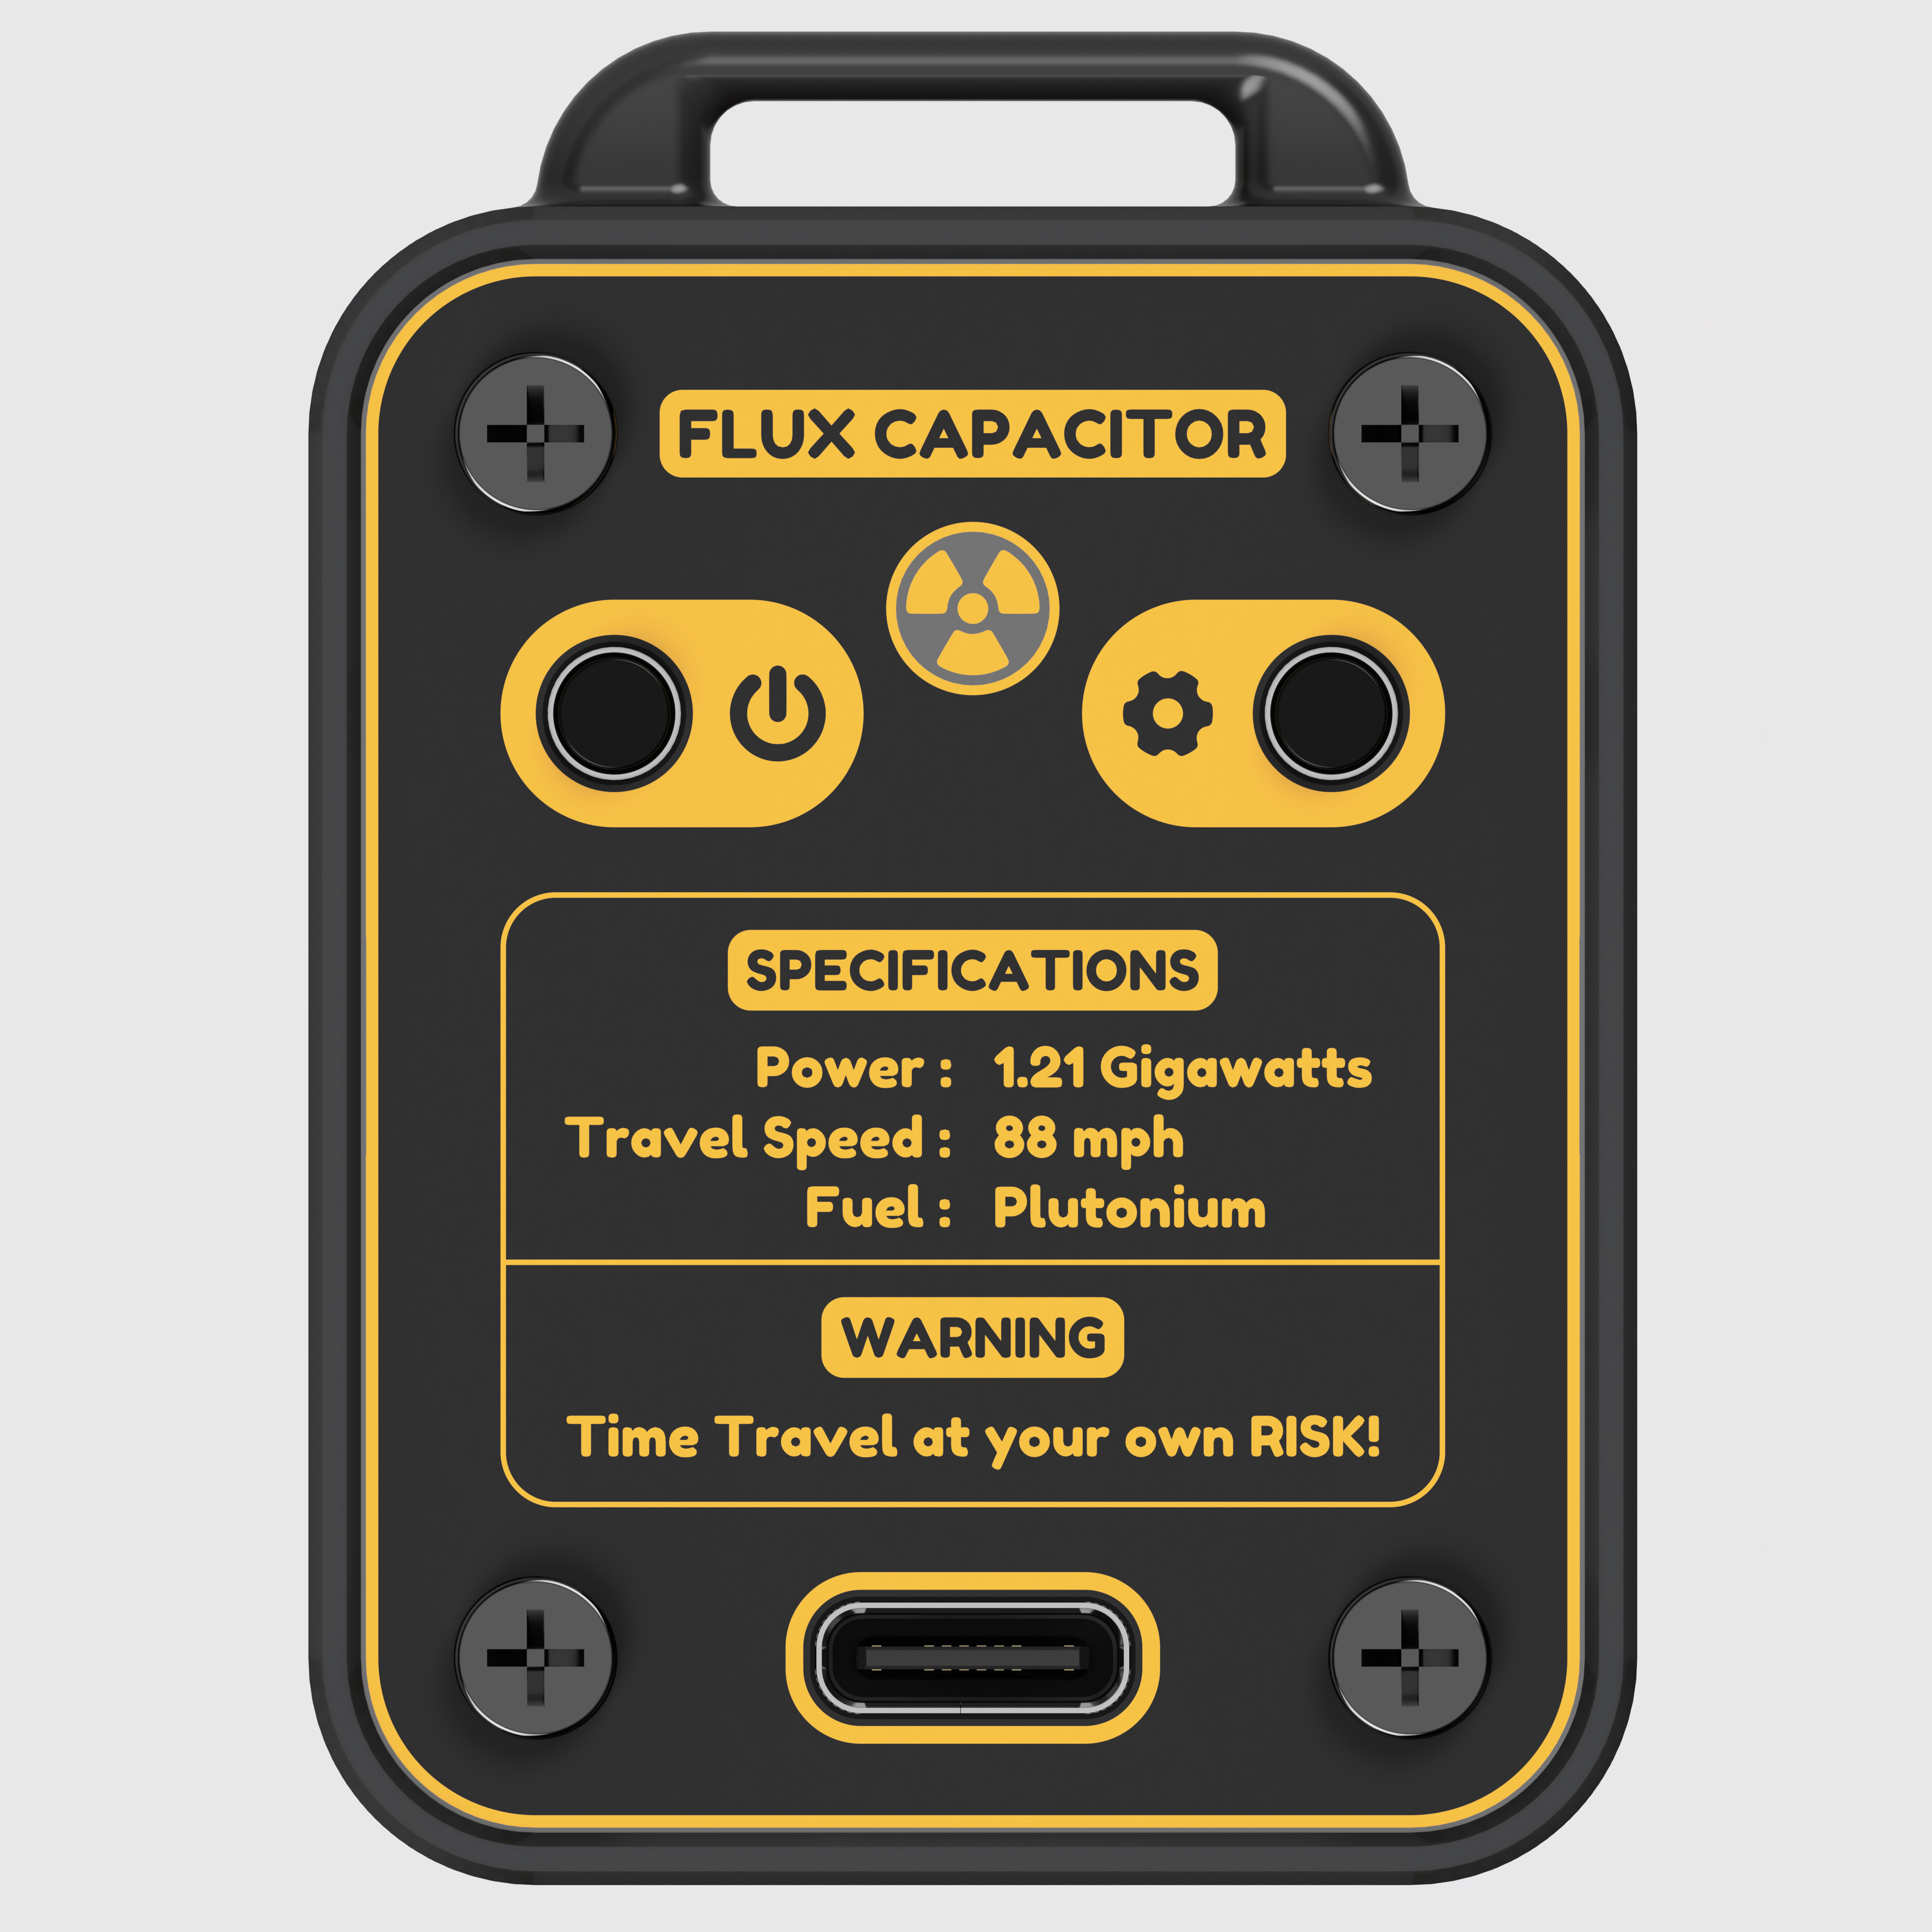 FLUX CAPACITOR
SPECIFICATIONS
Power : 1.21 Gigawatts
Travel Speed : 88 mph
Fuel : Plutonium
WARNING
Time Travel at your own RISK!